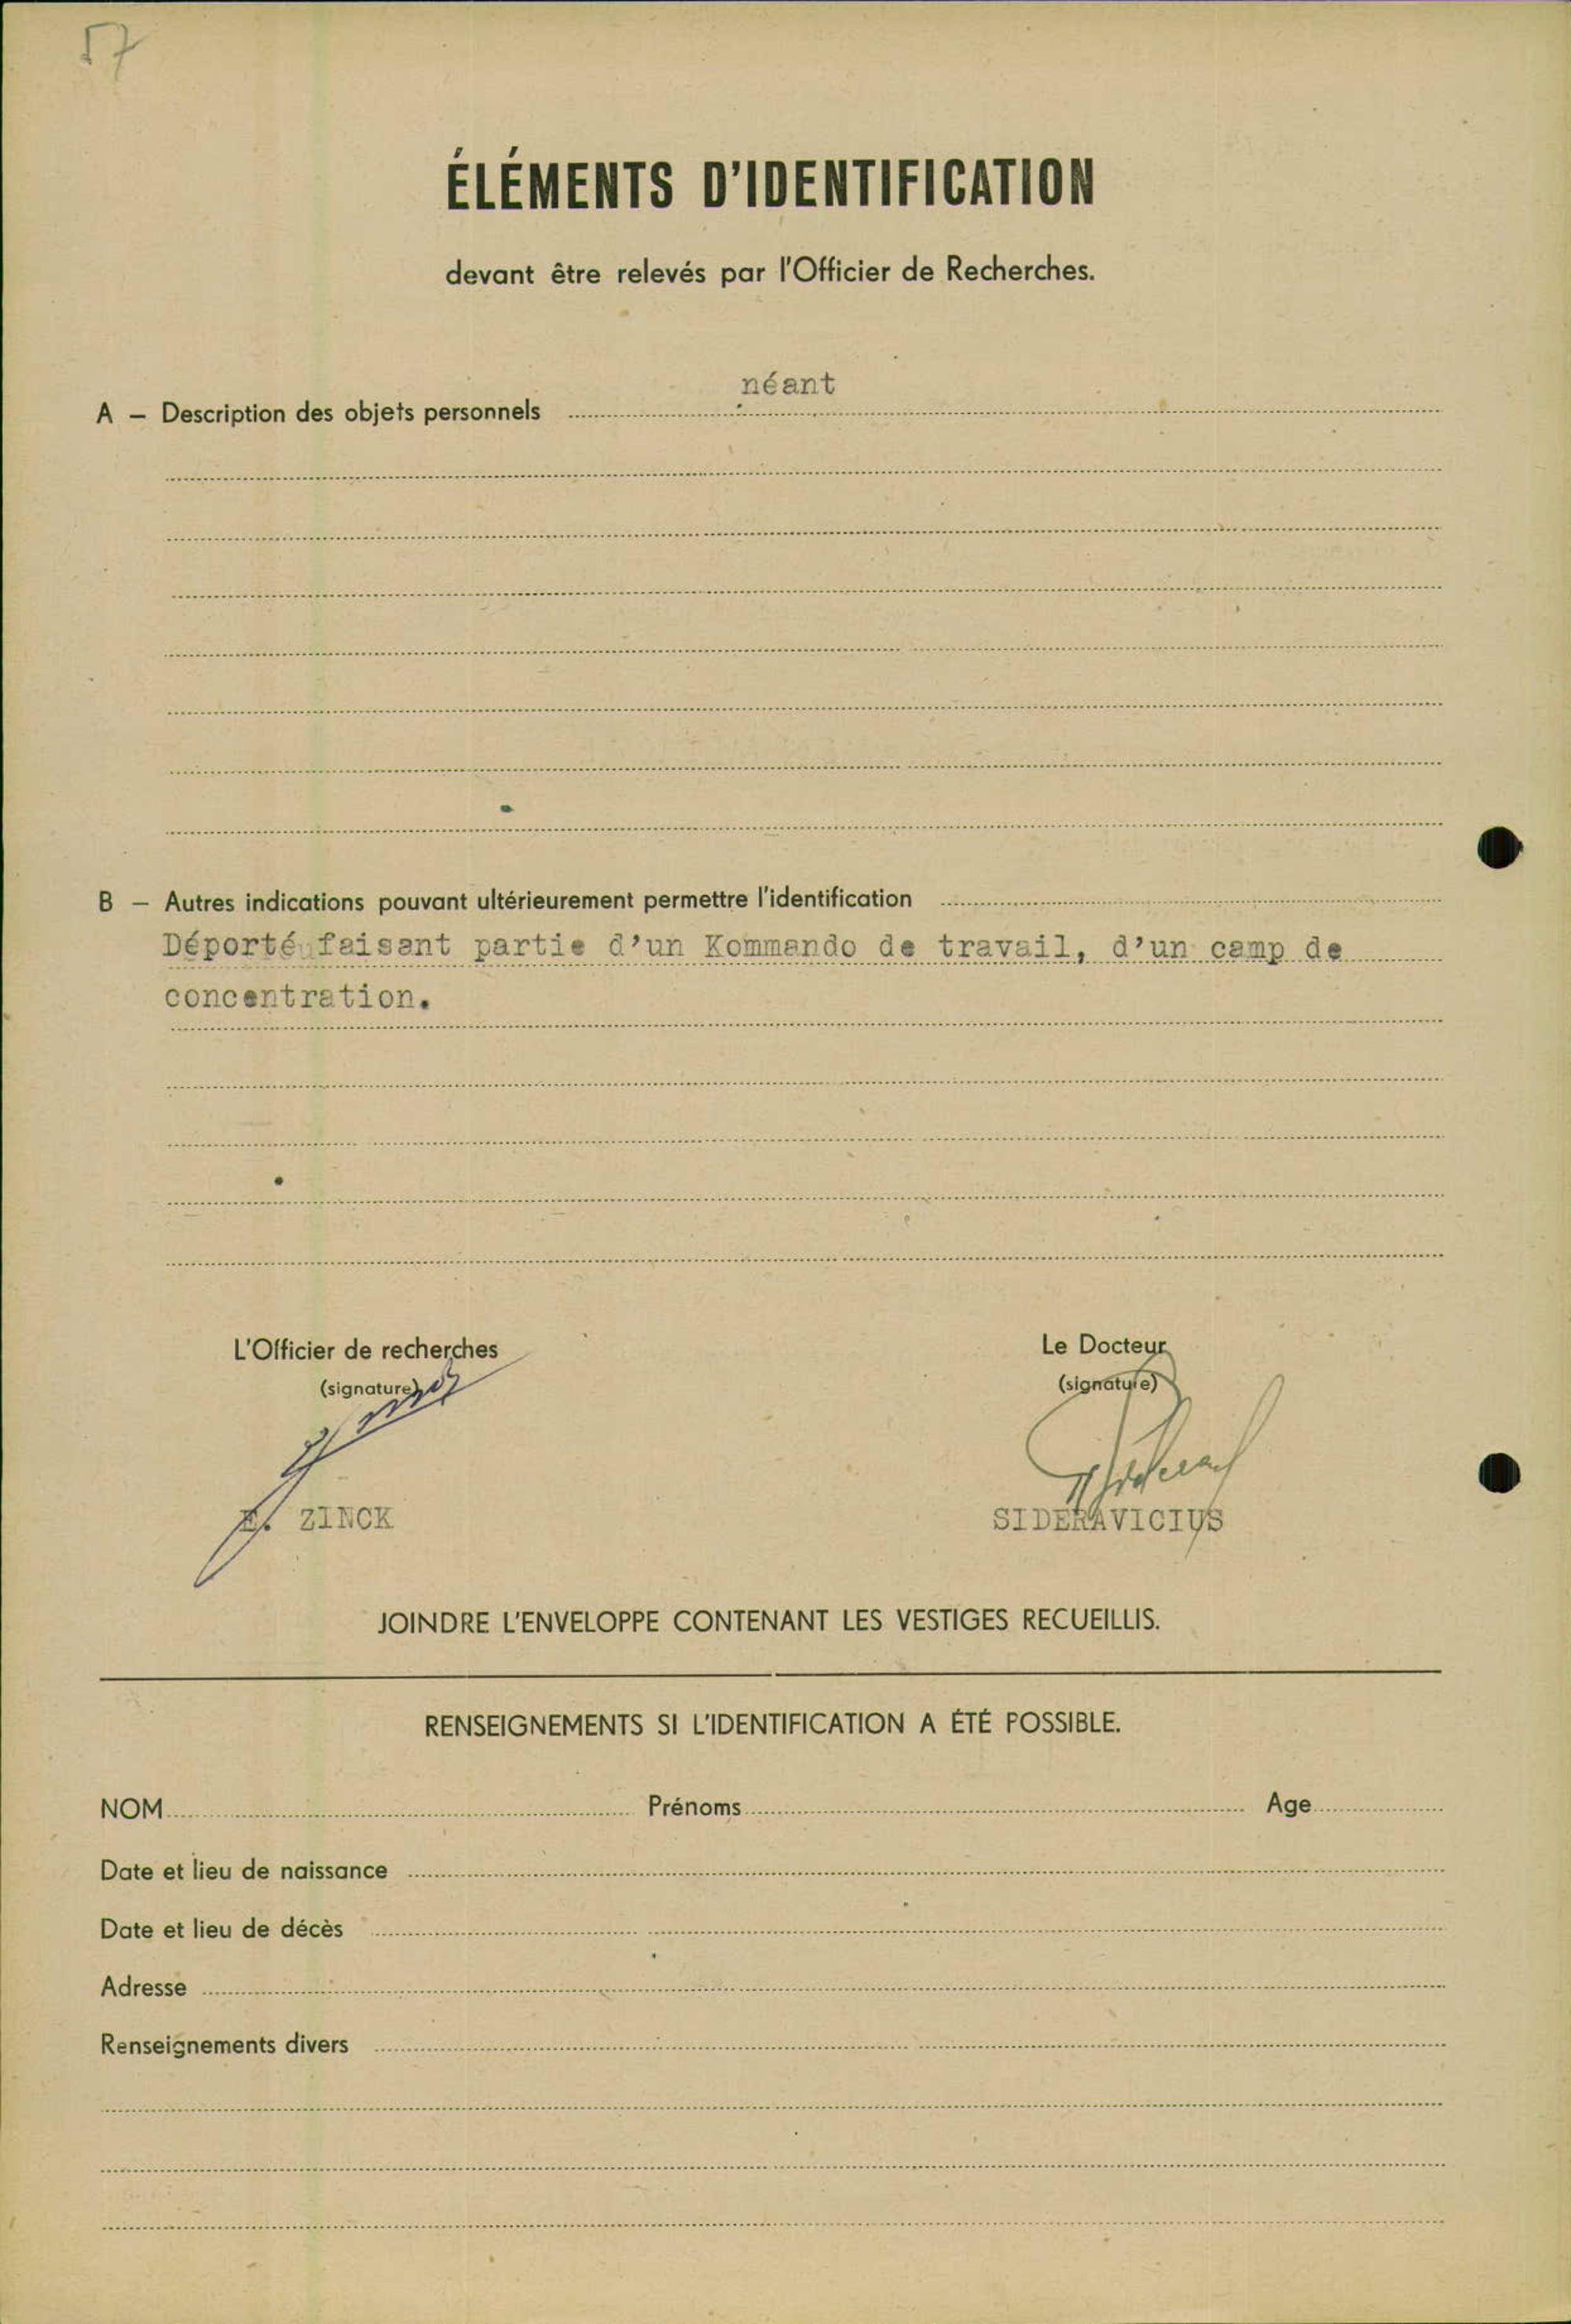 57
ÉLÉMENTS D'IDENTIFICATION
devant être relevés par l'Officier de Recherches.
néant
A – Description des objets personnels
B – Autres indications pouvant ultérieurement permettre l'identification
Déporté faisant partie d'un Kommando de travail, d'un camp de
concentration.
L'Officier de recherches
Le Docteur
(signature)
(signature)
E. ZINCK
SIDERAVICIUS
JOINDRE L'ENVELOPPE CONTENANT LES VESTIGES RECUEILLIS.
RENSEIGNEMENTS SI L'IDENTIFICATION A ÉTÉ POSSIBLE.
NOM Prénoms Age
Date et lieu de naissance
Date et lieu de décès
Adresse
Renseignements divers